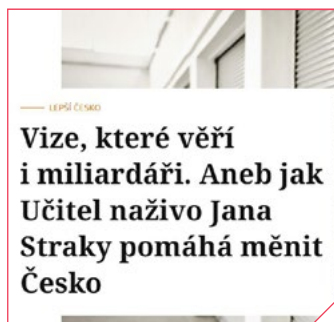 LEPŠÍ ČESKO
Vize, které věří
i miliardáři. Aneb jak
Učitel naživo Jana
Straky pomáhá měnit
Česko